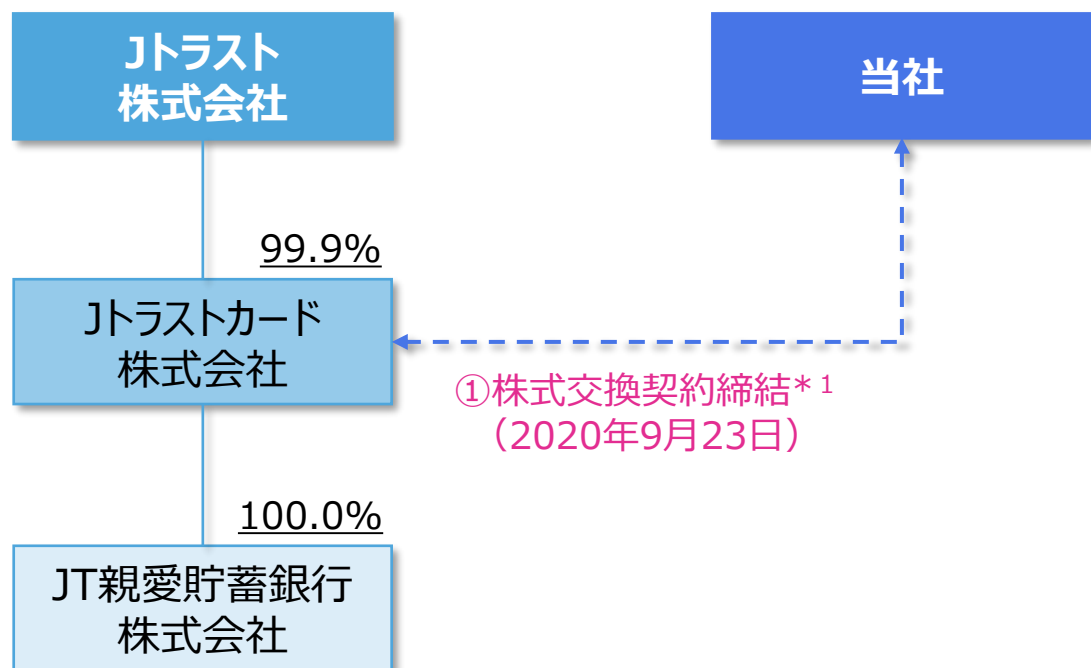 Jトラスト
株式会社
当社
99.9%
Jトラストカード
株式会社
①株式交換契約締結＊1
（2020年9月23日）
100.0%
JT親愛貯蓄銀行
株式会社